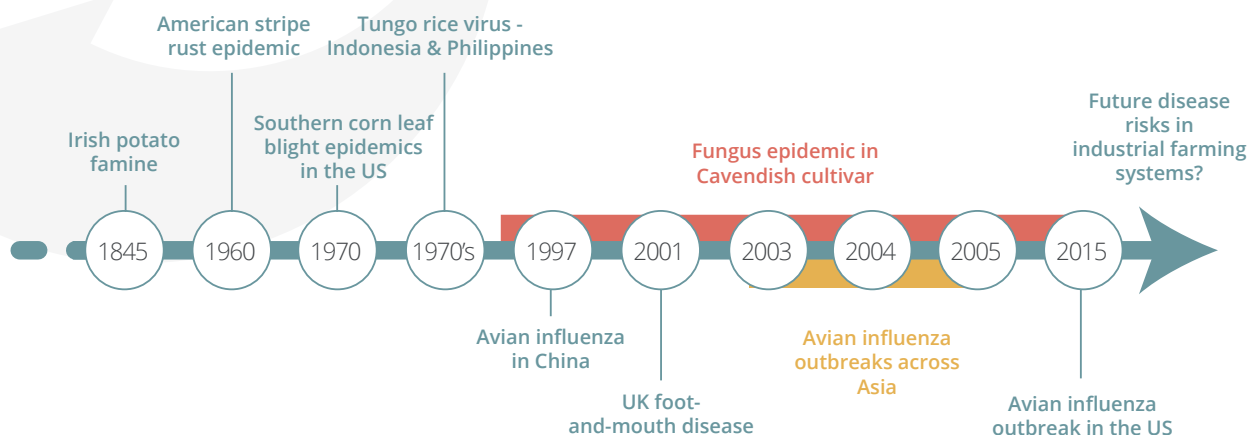 American stripe
rust epidemic
Tungo rice virus -
Indonesia & Philippines
Irish potato
famine
Southern corn leaf
blight epidemics
in the US
Fungus epidemic in
Cavendish cultivar
Future disease
risks in
industrial farming
systems?
1845
1960
1970
1970's
1997
2001
2003
2004
2005
2015
Avian influenza
in China
UK foot-
and-mouth disease
Avian influenza
outbreaks across
Asia
Avian influenza
outbreak in the US